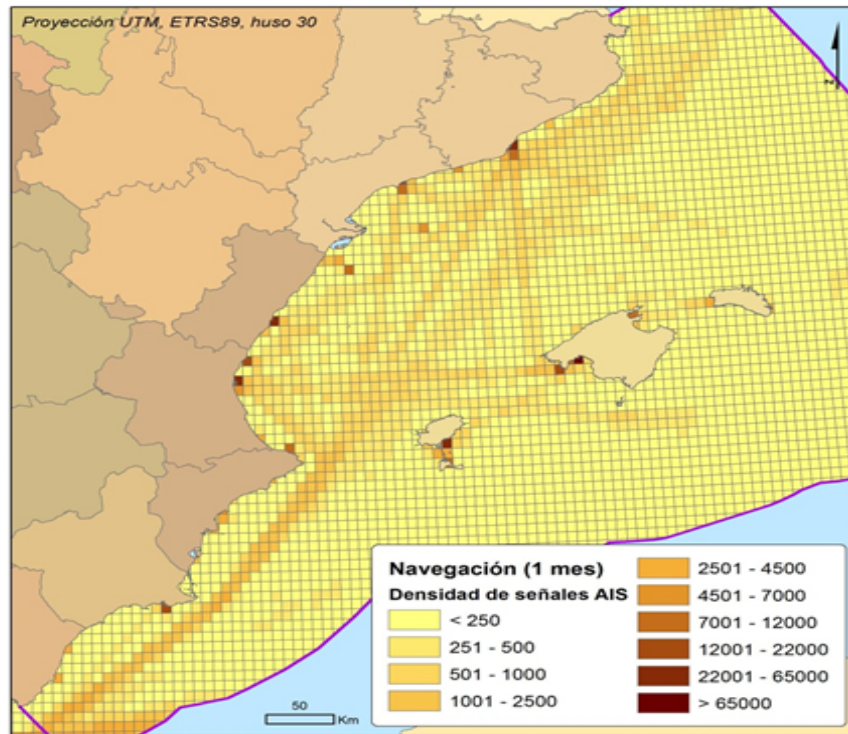 Proyección UTM, ETRS89, huso 30
Navegación (1 mes)
Densidad de señales AIS
< 250
251 - 500
501 - 1000
1001 - 2500
2501 - 4500
4501 - 7000
7001 - 12000
12001 - 22000
22001 - 65000
> 65000
50
Km